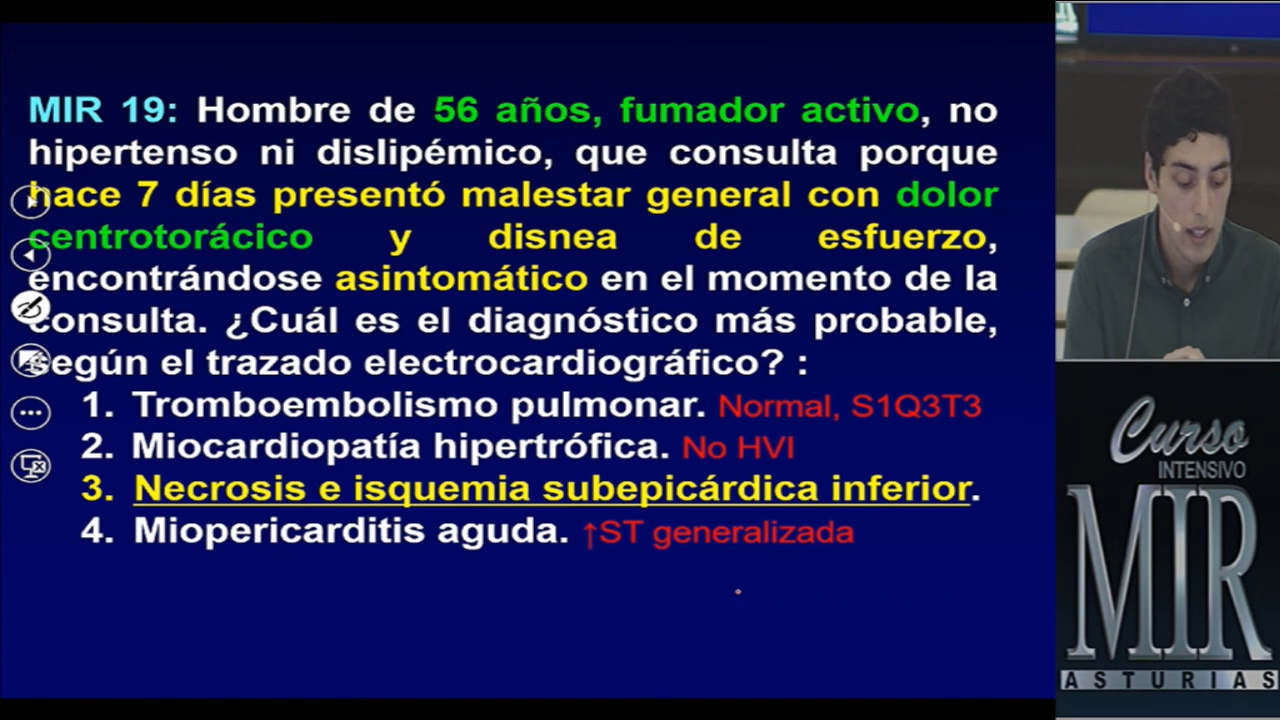 MIR 19: Hombre de 56 años, fumador activo, no
hipertenso ni dislipémico, que consulta porque
hace 7 días presentó malestar general con dolor
centrotorácico y disnea de esfuerzo,
encontrándose asintomático en el momento de la
consulta. ¿Cuál es el diagnóstico más probable,
según el trazado electrocardiográfico? :
1. Tromboembolismo pulmonar. Normal, S1Q3T3
2. Miocardiopatía hipertrófica. No HVI
3. Necrosis e isquemia subepicárdica inferior.
4. Miopericarditis aguda. ↑ST generalizada
Curso
INTENSIVO
MIR
ASTURIAS